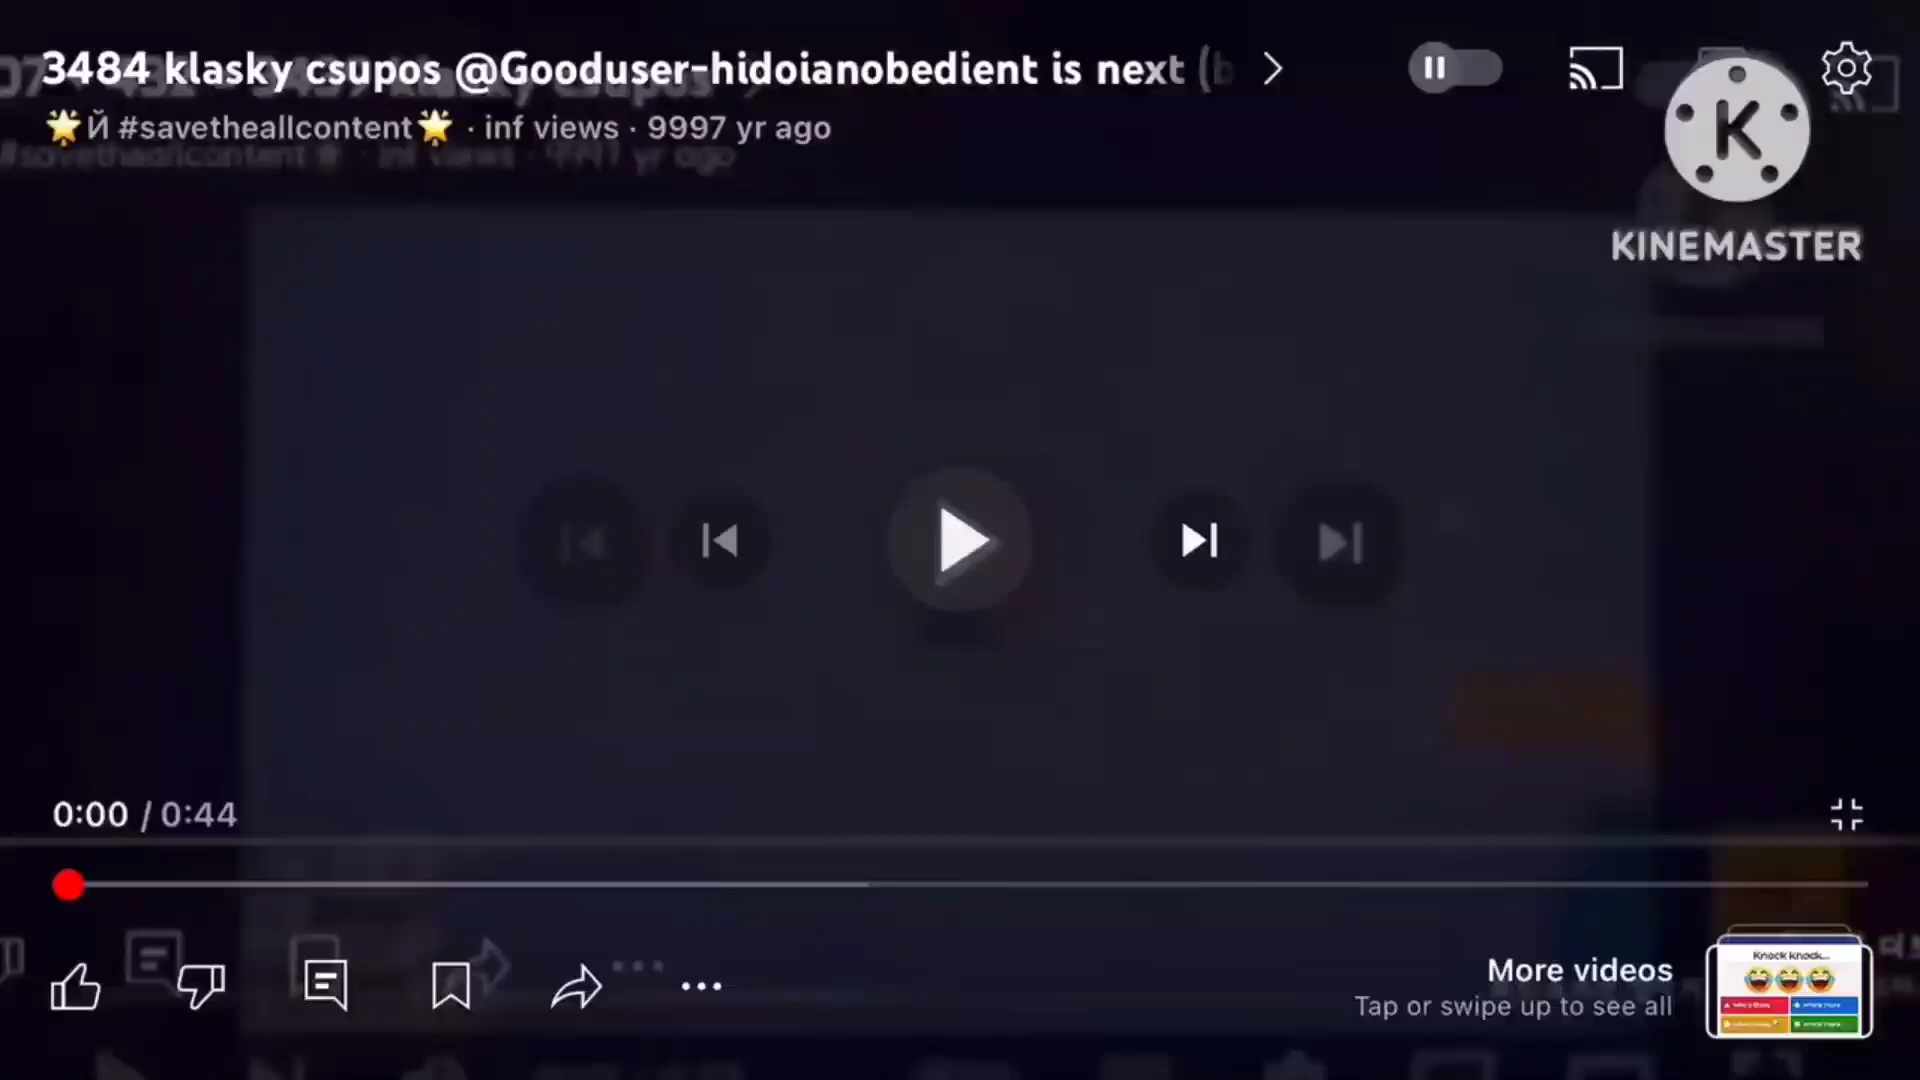 3484 klasky csupos @Gooduser-hidoianobedient is next (b
🌟Й #savetheallcontent🌟 · inf views · 9997 yr ago
K
KINEMASTER
0:00 / 0:44
More videos
Tap or swipe up to see all
Knock knock...